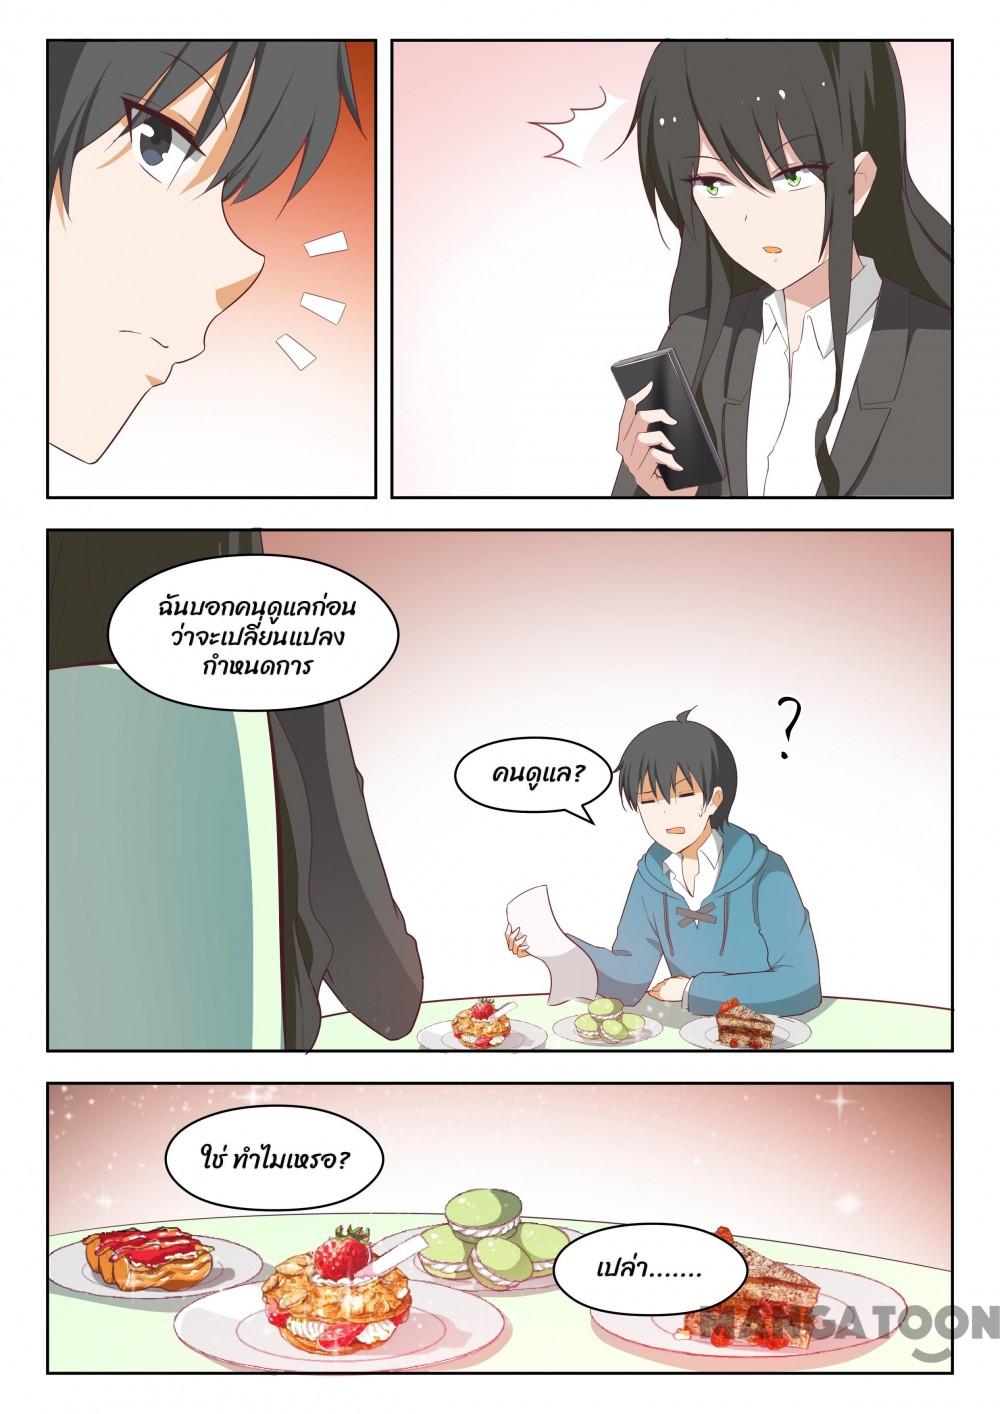 ฉันบอกคนดูแลก่อน
ว่าจะเปลี่ยนแปลง
กำหนดการ
?
คนดูแล?
ใช่ ทำไมเหรอ?
เปล่า.......
MANGATOON